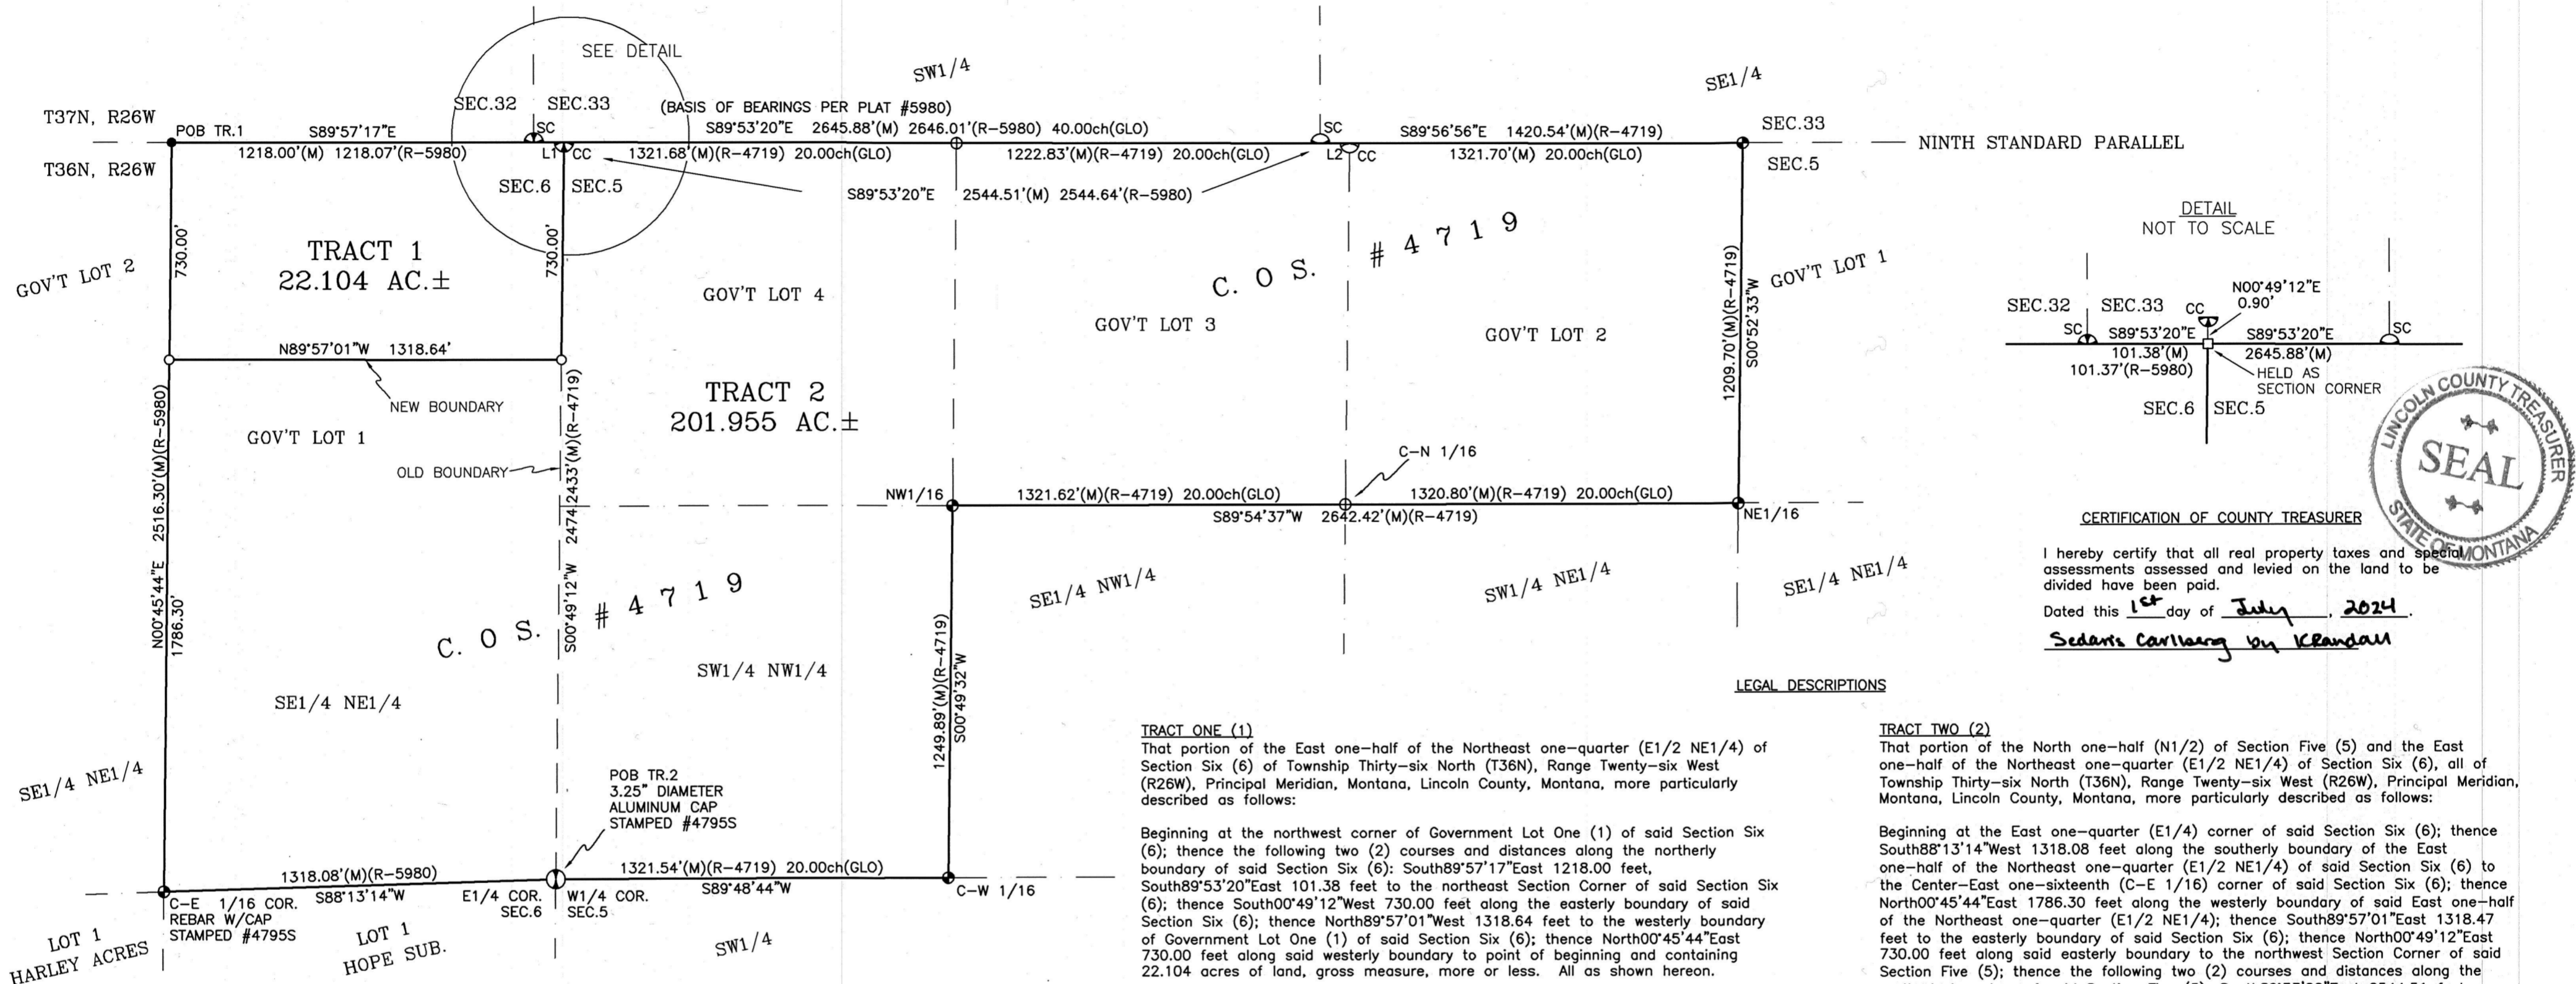 SEE DETAIL
SW1/4
SE1/4
T37N, R26W
POB TR.1
S89°57'17"E
SEC.32
SEC.33
(BASIS OF BEARINGS PER PLAT #5980)
SC
S89°53'20"E 2645.88'(M) 2646.01'(R-5980) 40.00ch(GLO)
SC
S89°56'56"E 1420.54'(M)(R-4719)
SEC.33
NINTH STANDARD PARALLEL
T36N, R26W
1218.00'(M) 1218.07'(R-5980)
L1
CC
1321.68'(M)(R-4719) 20.00ch(GLO)
1222.83'(M)(R-4719) 20.00ch(GLO)
L2
CC
1321.70'(M) 20.00ch(GLO)
SEC.5
SEC.6
SEC.5
S89°53'20"E 2544.51'(M) 2544.64'(R-5980)
GOV'T LOT 2
730.00'
TRACT 1
22.104 AC.±
730.00'
GOV'T LOT 4
C. O S. # 4 7 1 9
GOV'T LOT 3
GOV'T LOT 2
1209.70'(M)(R-4719)
S00°52'33"W
GOV'T LOT 1
N89°57'01"W 1318.64'
NEW BOUNDARY
GOV'T LOT 1
OLD BOUNDARY
TRACT 2
201.955 AC.±
N00°45'44"E 2516.30'(M)(R-5980)
1786.30'
S00°49'12"W 2474.2433'(M)(R-4719)
C-N 1/16
NW1/16
1321.62'(M)(R-4719) 20.00ch(GLO)
1320.80'(M)(R-4719) 20.00ch(GLO)
S89°54'37"W 2642.42'(M)(R-4719)
NE1/16
C. O S. # 4 7 1 9
SE1/4 NW1/4
SW1/4 NE1/4
SE1/4 NE1/4
SW1/4 NW1/4
SE1/4 NE1/4
1249.89'(M)(R-4719)
S00°49'32"W
SE1/4 NE1/4
POB TR.2
3.25" DIAMETER
ALUMINUM CAP
STAMPED #4795S
1318.08'(M)(R-5980)
S88°13'14"W
1321.54'(M)(R-4719) 20.00ch(GLO)
S89°48'44"W
C-W 1/16
C-E 1/16 COR.
REBAR W/CAP
STAMPED #4795S
E1/4 COR.
SEC.6
W1/4 COR.
SEC.5
LOT 1
HARLEY ACRES
LOT 1
HOPE SUB.
SW1/4
DETAIL
NOT TO SCALE
SEC.32
SEC.33
CC
N00°49'12"E
0.90'
SC
S89°53'20"E
S89°53'20"E
SC
101.38'(M)
2645.88'(M)
101.37'(R-5980)
HELD AS
SECTION CORNER
SEC.6
SEC.5
LINCOLN COUNTY TREASURER
SEAL
STATE OF MONTANA
CERTIFICATION OF COUNTY TREASURER
I hereby certify that all real property taxes and special
assessments assessed and levied on the land to be
divided have been paid.
Dated this 1st day of July, 2024.
Sedaris Carlberg by KRandall
LEGAL DESCRIPTIONS
TRACT ONE (1)
That portion of the East one-half of the Northeast one-quarter (E1/2 NE1/4) of
Section Six (6) of Township Thirty-six North (T36N), Range Twenty-six West
(R26W), Principal Meridian, Montana, Lincoln County, Montana, more particularly
described as follows:
Beginning at the northwest corner of Government Lot One (1) of said Section Six
(6); thence the following two (2) courses and distances along the northerly
boundary of said Section Six (6): South89°57'17"East 1218.00 feet,
South89°53'20"East 101.38 feet to the northeast Section Corner of said Section Six
(6); thence South00°49'12"West 730.00 feet along the easterly boundary of said
Section Six (6); thence North89°57'01"West 1318.64 feet to the westerly boundary
of Government Lot One (1) of said Section Six (6); thence North00°45'44"East
730.00 feet along said westerly boundary to point of beginning and containing
22.104 acres of land, gross measure, more or less. All as shown hereon.
TRACT TWO (2)
That portion of the North one-half (N1/2) of Section Five (5) and the East
one-half of the Northeast one-quarter (E1/2 NE1/4) of Section Six (6), all of
Township Thirty-six North (T36N), Range Twenty-six West (R26W), Principal Meridian,
Montana, Lincoln County, Montana, more particularly described as follows:
Beginning at the East one-quarter (E1/4) corner of said Section Six (6); thence
South88°13'14"West 1318.08 feet along the southerly boundary of the East
one-half of the Northeast one-quarter (E1/2 NE1/4) of said Section Six (6) to
the Center-East one-sixteenth (C-E 1/16) corner of said Section Six (6); thence
North00°45'44"East 1786.30 feet along the westerly boundary of said East one-half
of the Northeast one-quarter (E1/2 NE1/4); thence South89°57'01"East 1318.47
feet to the easterly boundary of said Section Six (6); thence North00°49'12"East
730.00 feet along said easterly boundary to the northwest Section Corner of said
Section Five (5); thence the following two (2) courses and distances along the